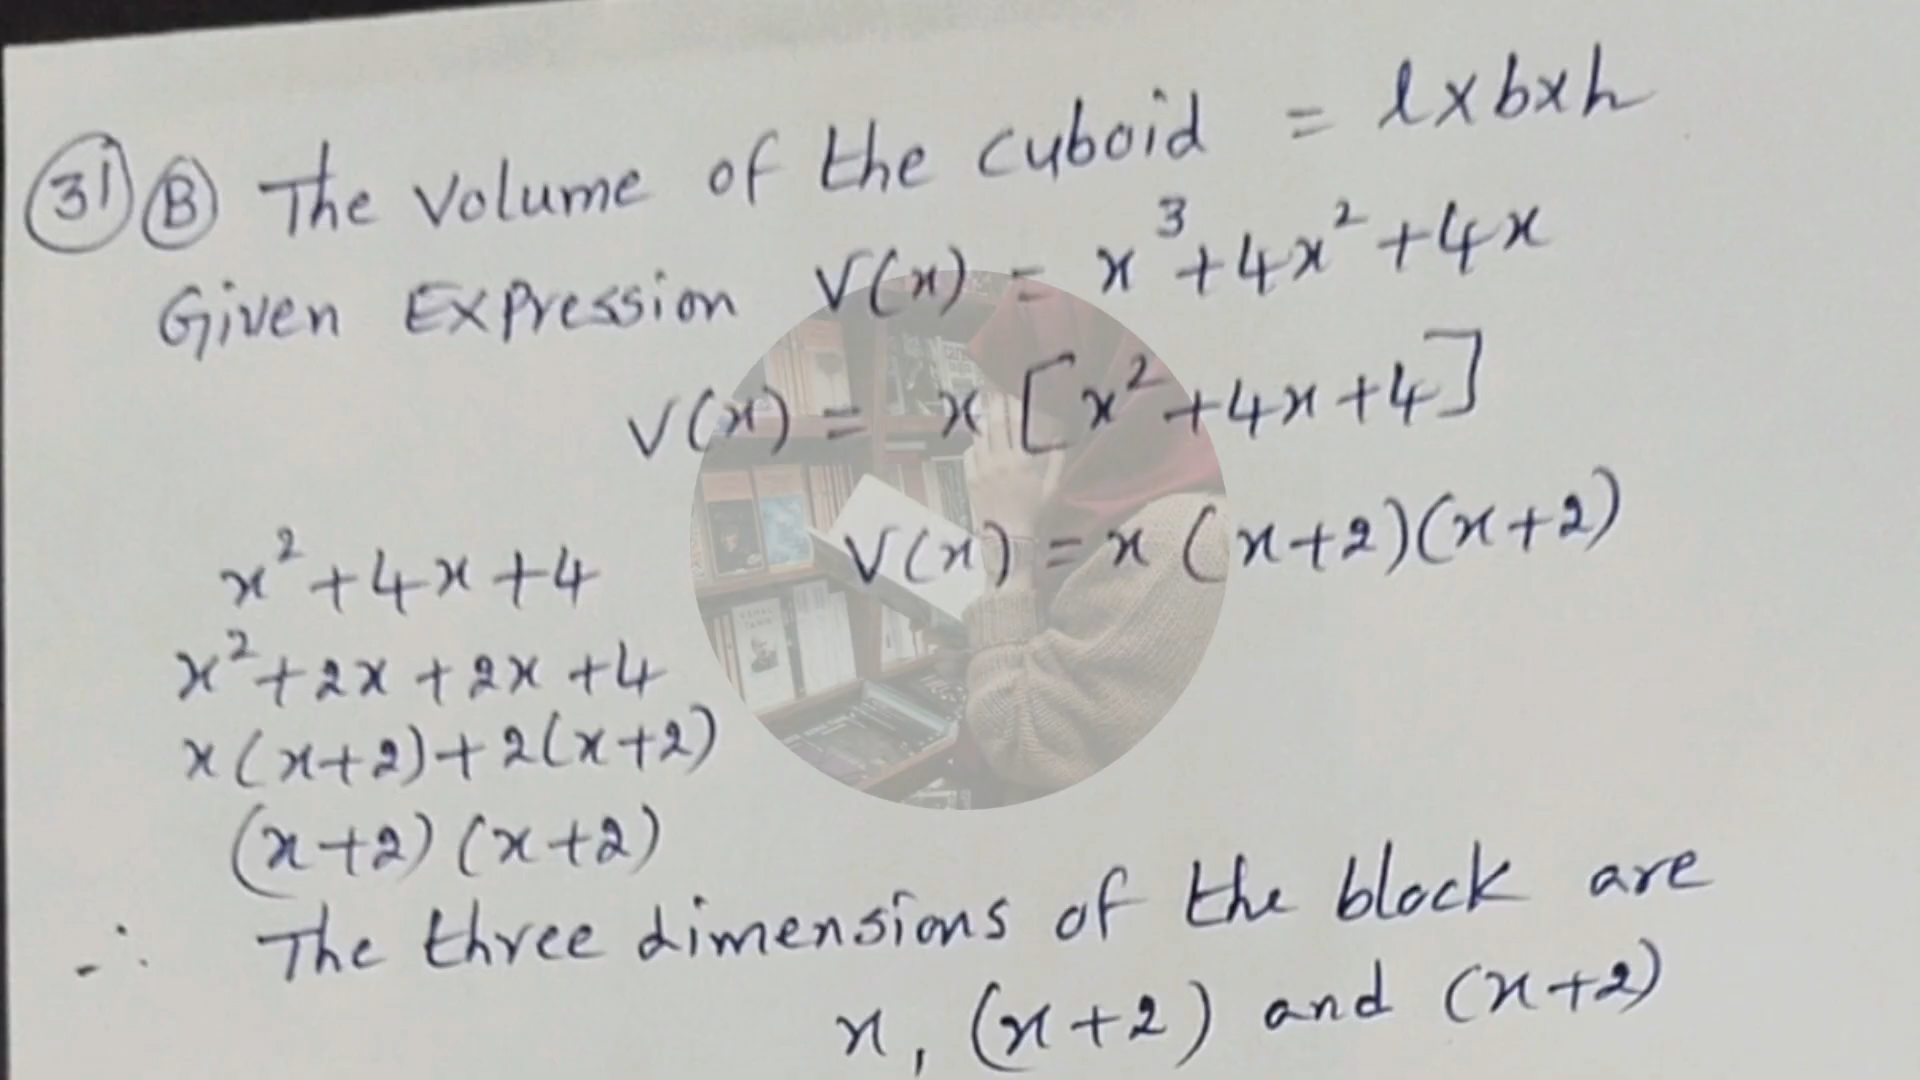 31 B The Volume of the cuboid = l x b x h
Given Expression V(x) = x³ + 4x² + 4x
V(x) = x [x² + 4x + 4]
x² + 4x + 4 V(x) = x (x+2)(x+2)
x² + 2x + 2x + 4
x(x+2) + 2(x+2)
(x+2) (x+2)
∴ The three dimensions of the block are
x, (x+2) and (x+2)